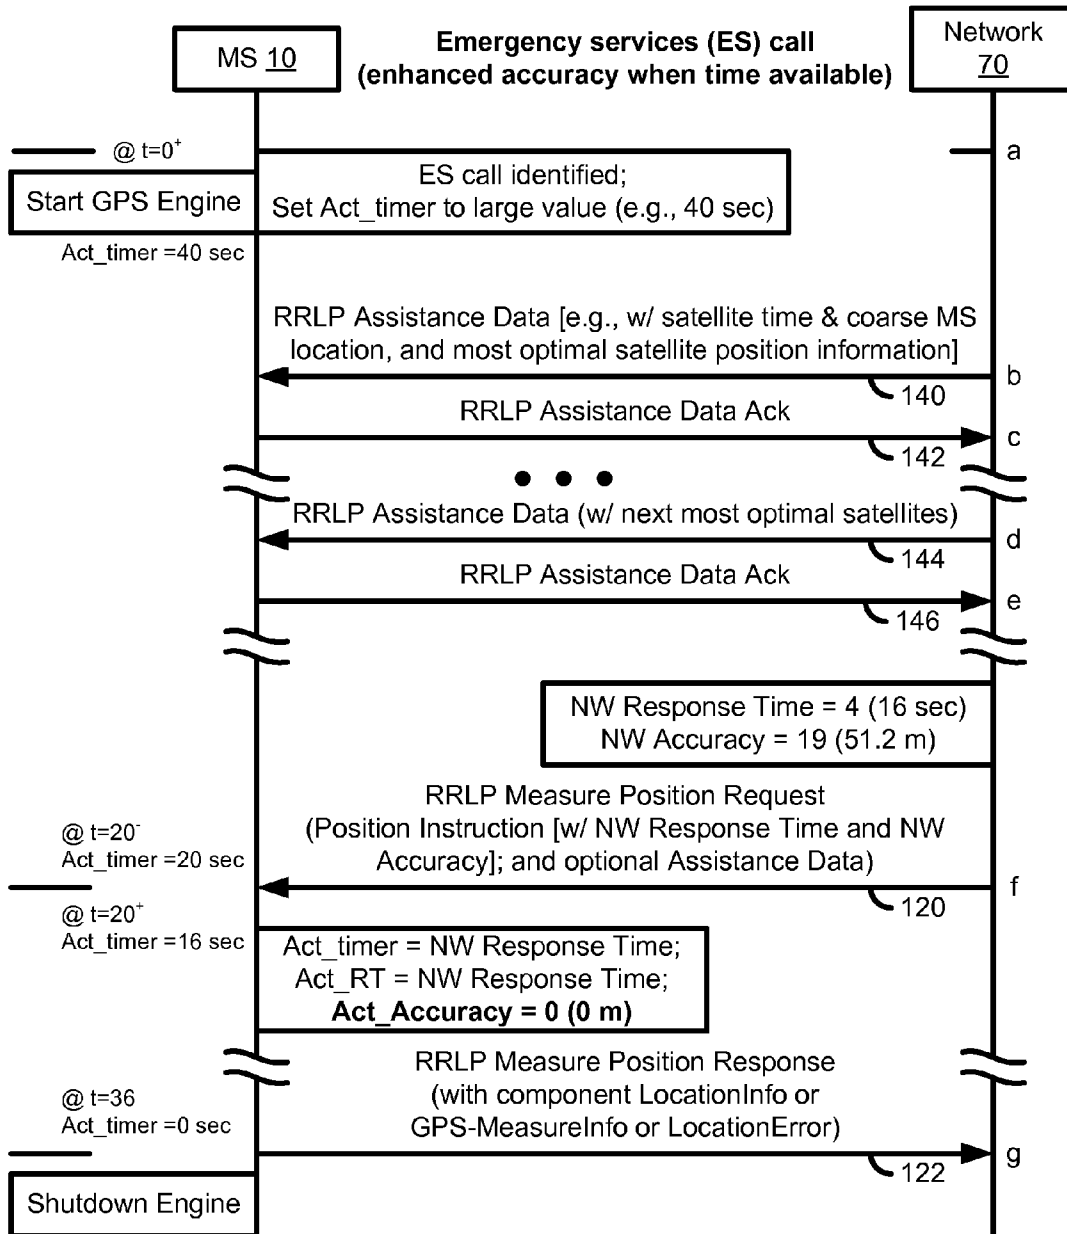 MS 10
Emergency services (ES) call
(enhanced accuracy when time available)
Network
70
@ t=0+
a
Start GPS Engine
ES call identified;
Set Act_timer to large value (e.g., 40 sec)
Act_timer =40 sec
RRLP Assistance Data [e.g., w/ satellite time & coarse MS
location, and most optimal satellite position information]
b
140
RRLP Assistance Data Ack
c
142
RRLP Assistance Data (w/ next most optimal satellites)
d
144
RRLP Assistance Data Ack
e
146
NW Response Time = 4 (16 sec)
NW Accuracy = 19 (51.2 m)
RRLP Measure Position Request
(Position Instruction [w/ NW Response Time and NW
Accuracy]; and optional Assistance Data)
@ t=20-
Act_timer =20 sec
f
120
@ t=20+
Act_timer =16 sec
Act_timer = NW Response Time;
Act_RT = NW Response Time;
Act_Accuracy = 0 (0 m)
RRLP Measure Position Response
(with component LocationInfo or
GPS-MeasureInfo or LocationError)
@ t=36
Act_timer =0 sec
g
122
Shutdown Engine